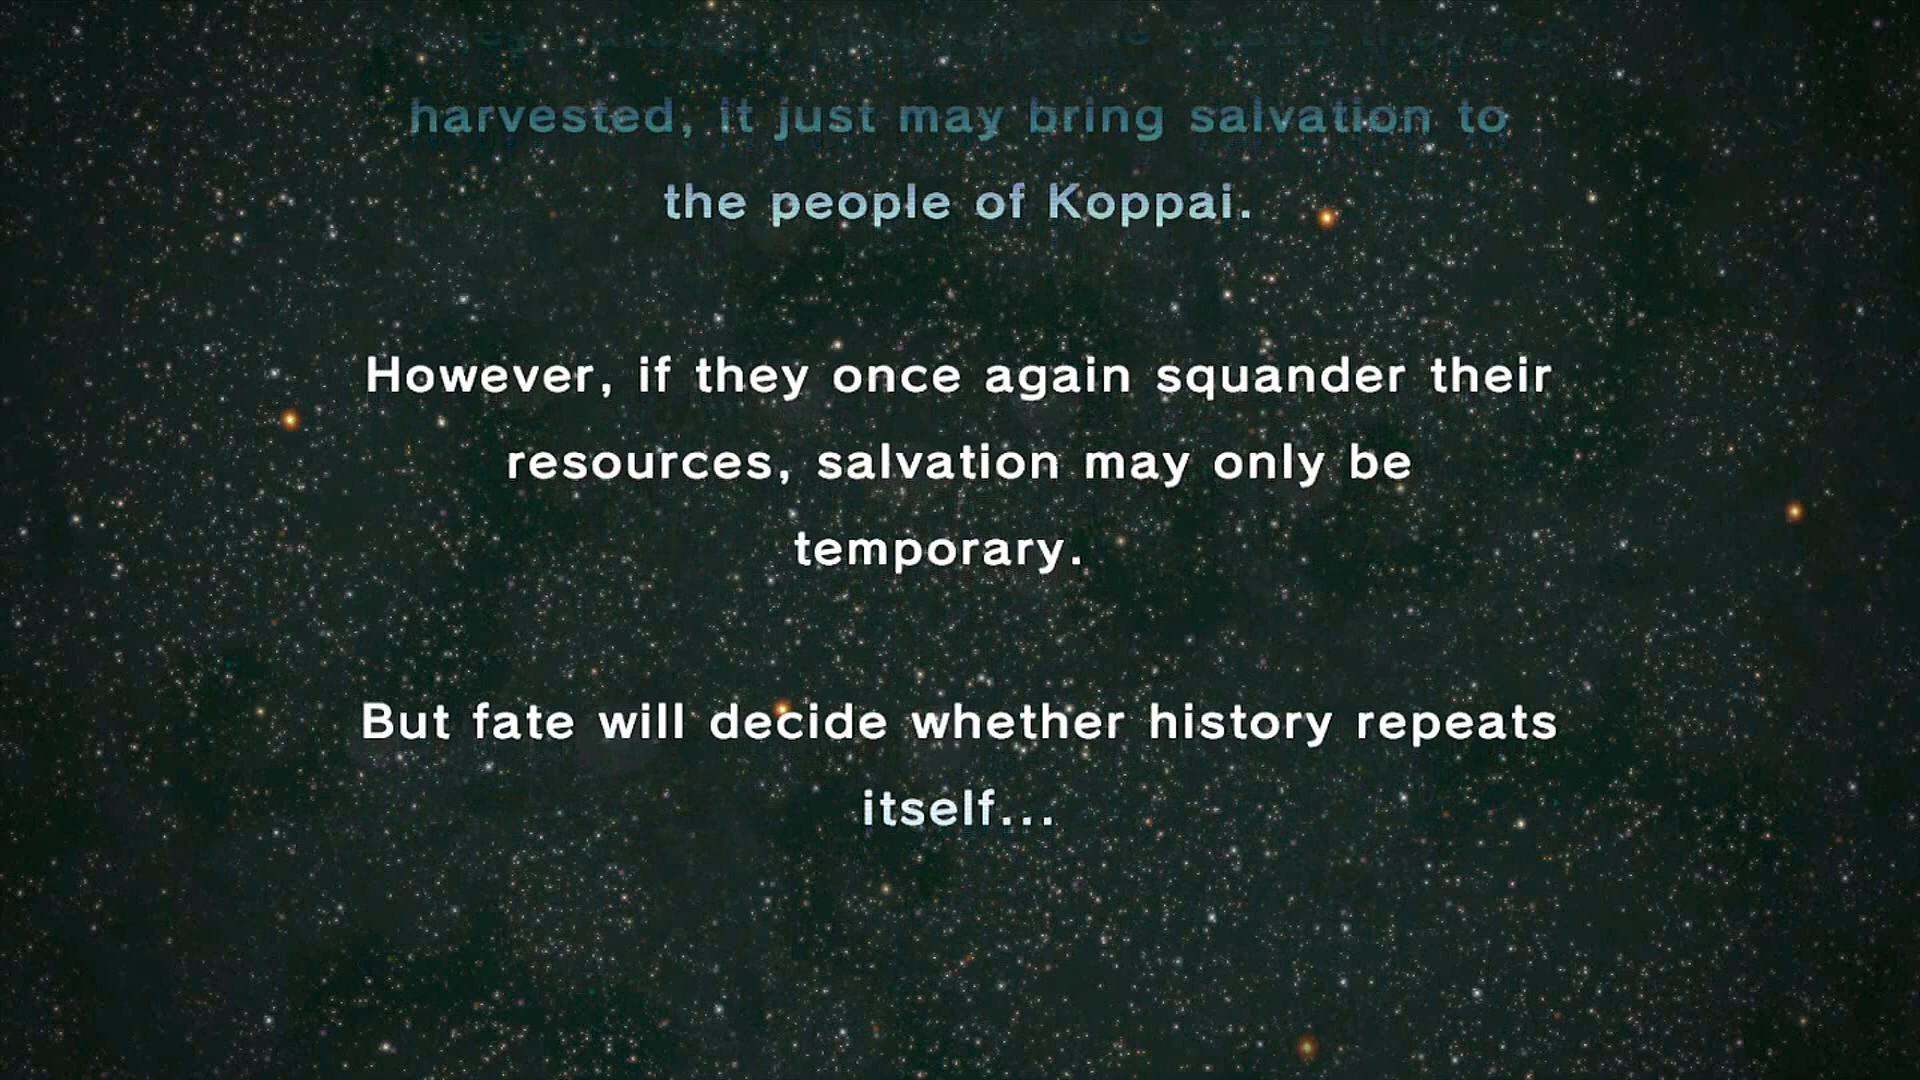 harvested, it just may bring salvation to
the people of Koppai.
However, if they once again squander their
resources, salvation may only be
temporary.
But fate will decide whether history repeats
itself...